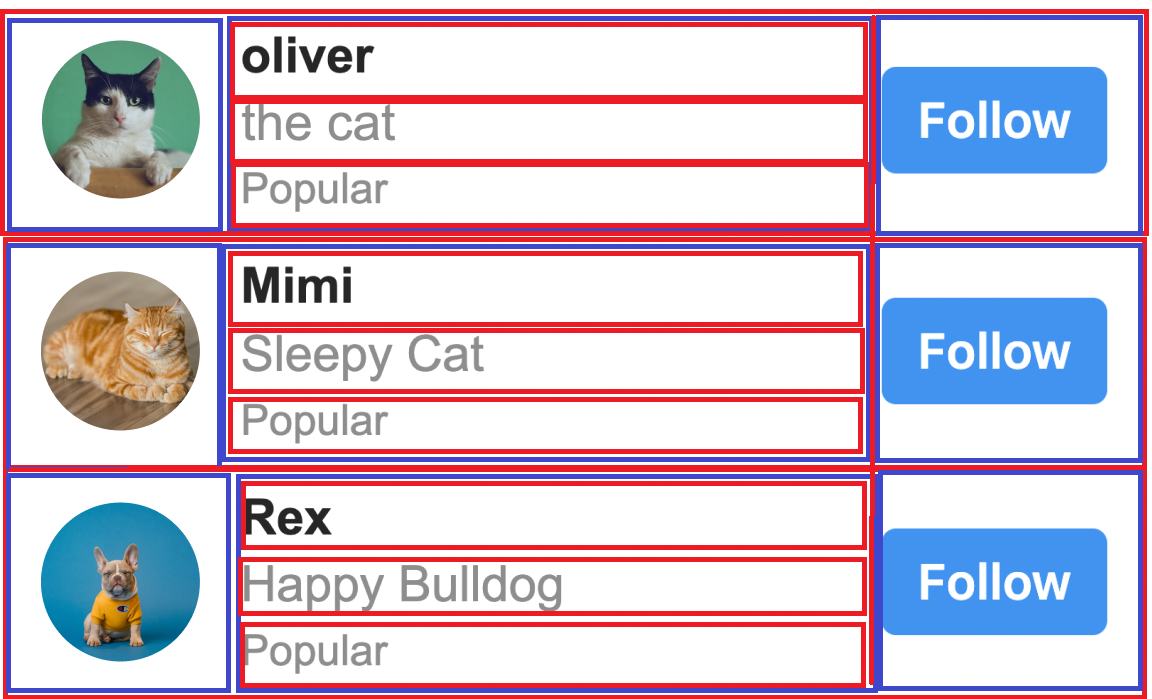 oliver
the cat
Popular
Follow
Mimi
Sleepy Cat
Popular
Follow
Rex
Happy Bulldog
Popular
Follow